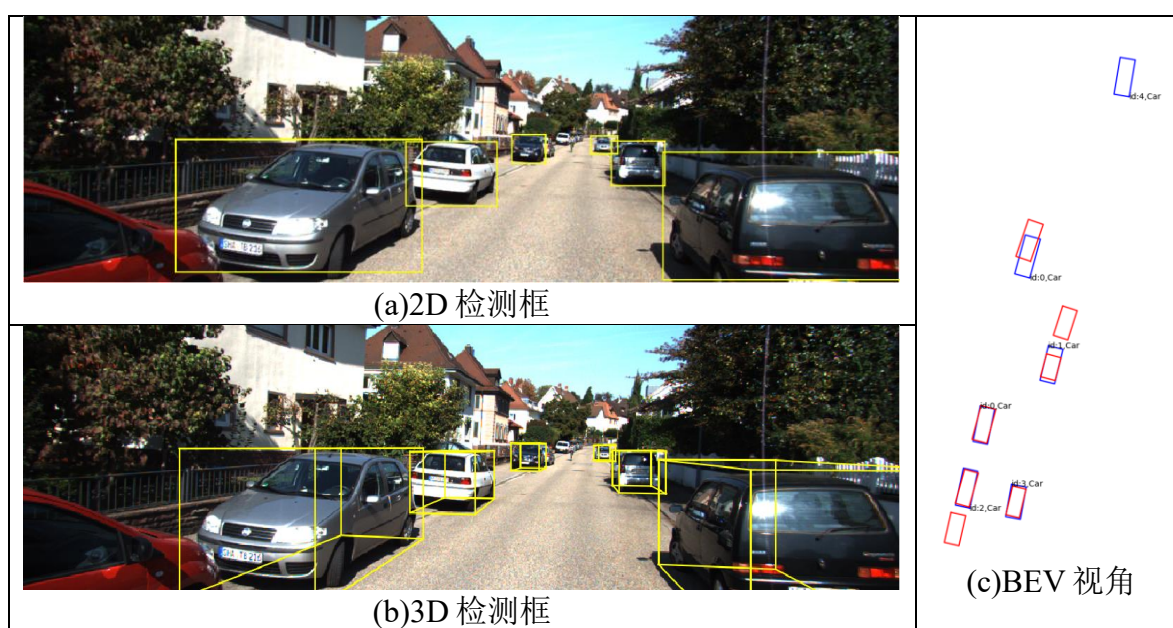 (a)2D 检测框
(b)3D 检测框
id:4,Car
id:0,Car
id:1,Car
id:0,Car
id:2,Car
id:3,Car
(c)BEV 视角